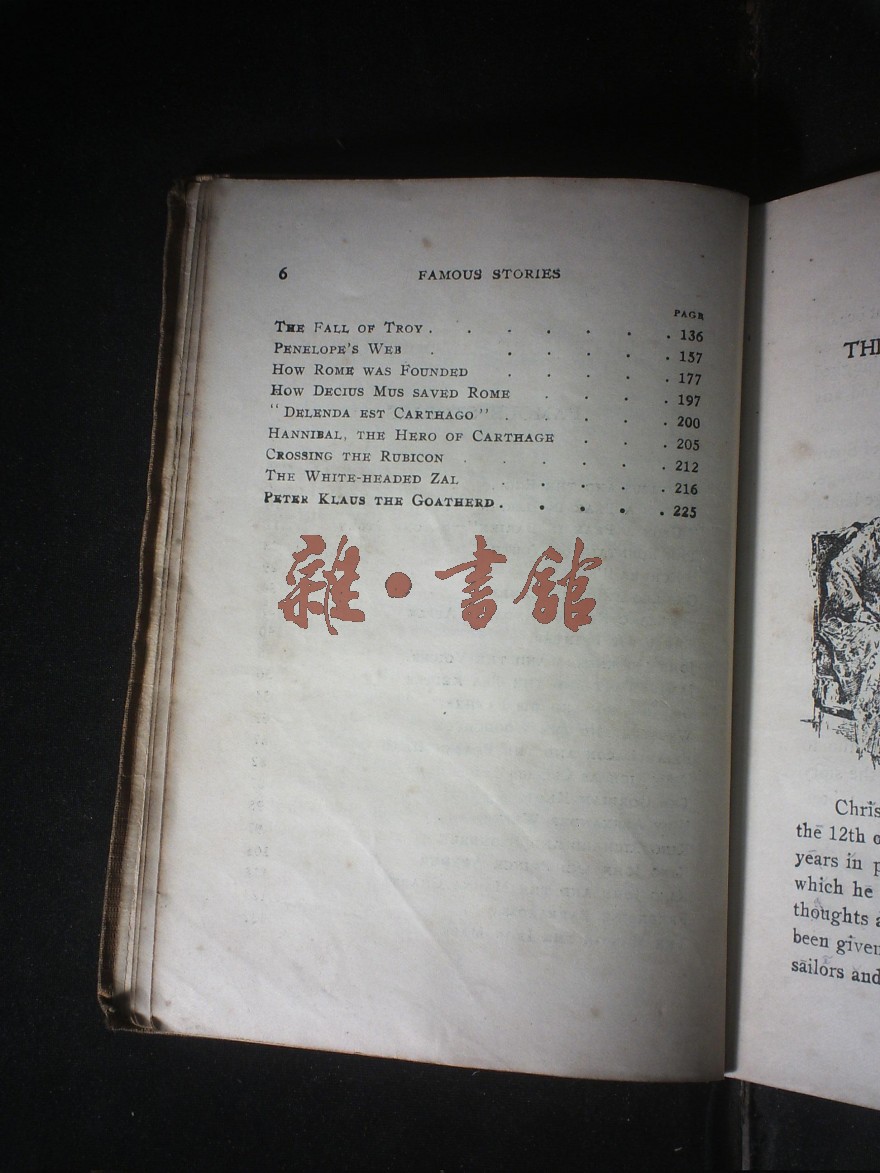 6 FAMOUS STORIES
PAGE
THE FALL OF TROY . . . . . . . 136
PENELOPE'S WEB . . . . . . 157
HOW ROME WAS FOUNDED . . . . . 177
HOW DECIUS MUS SAVED ROME . . . . 197
"DELENDA EST CARTHAGO" . . . . . 200
HANNIBAL, THE HERO OF CARTHAGE . . . 205
CROSSING THE RUBICON . . . . . . 212
THE WHITE-HEADED ZAL . . . . . 216
PETER KLAUS THE GOATHERD . . . . . 225
雜·書館
Chris
the 12th o
years in p
which he
thoughts a
been given
sailors and